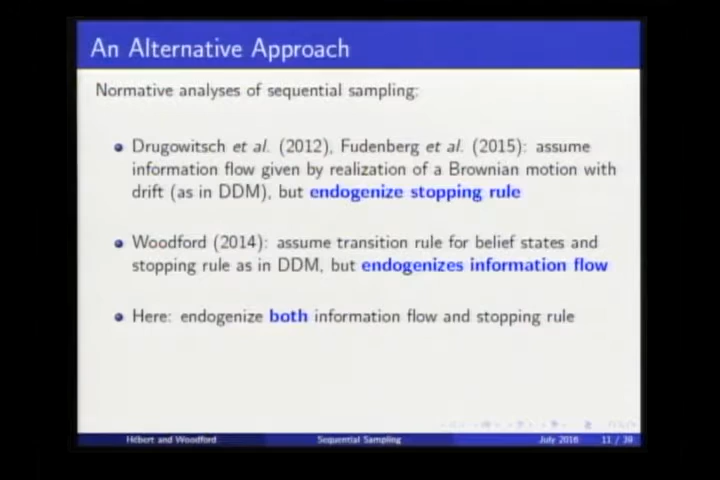 An Alternative Approach
Normative analyses of sequential sampling:
Drugowitsch et al. (2012), Fudenberg et al. (2015): assume
information flow given by realization of a Brownian motion with
drift (as in DDM), but endogenize stopping rule
Woodford (2014): assume transition rule for belief states and
stopping rule as in DDM, but endogenizes information flow
Here: endogenize both information flow and stopping rule
Hébert and Woodford Sequential Sampling July 2016 11 / 39